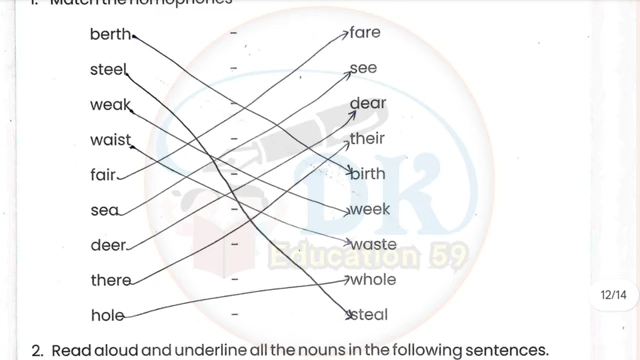 1. Match the homophones
berth - fare
steel - see
weak - dear
waist - their
fair - birth
sea - week
deer - waste
there - whole
hole - steal
DK
Education 59
12/14
2. Read aloud and underline all the nouns in the following sentences.